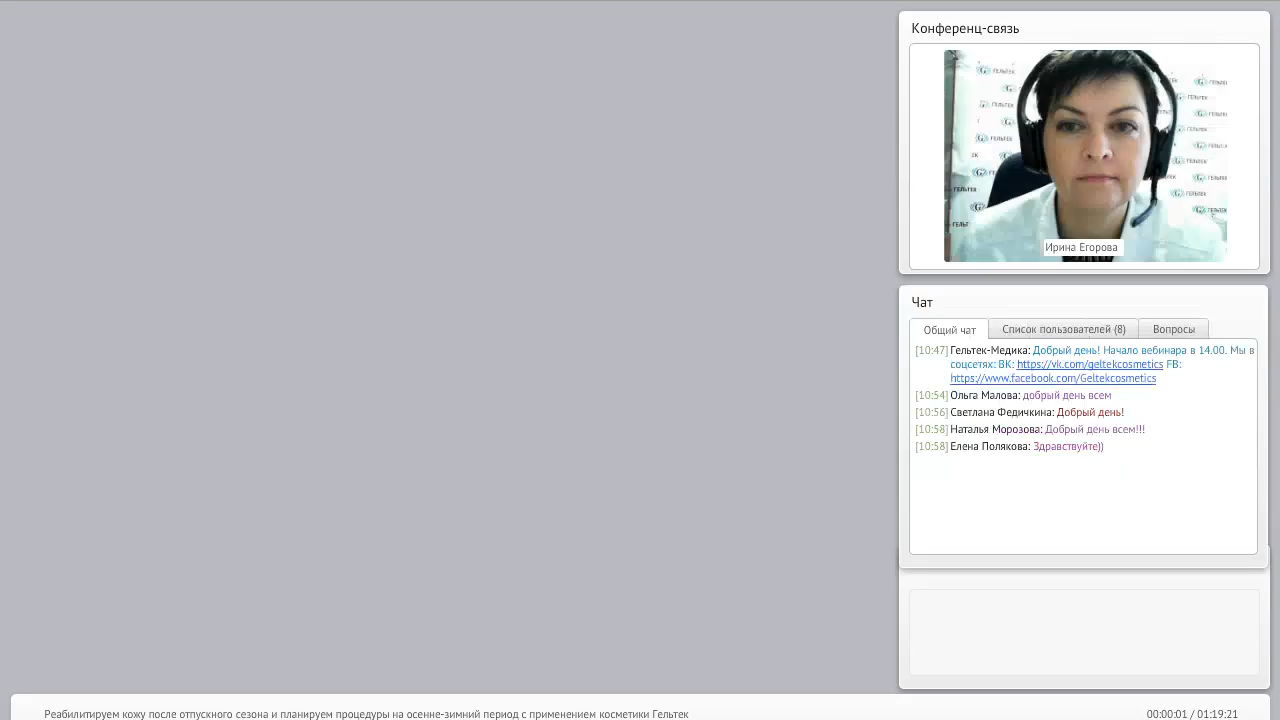 Конференц-связь
ГЕЛЬТЕК
ГЕЛЬТЕК
ГЕЛЬТЕК
ГЕЛЬТЕК
Ирина Егорова
Чат
Общий чат
Список пользователей (8)
Вопросы
[10:47] Гельтек-Медика: Добрый день! Начало вебинара в 14.00. Мы в
соцсетях: ВК: https://vk.com/geltekcosmetics FB:
https://www.facebook.com/Geltekcosmetics
[10:54] Ольга Малова: добрый день всем
[10:56] Светлана Федичкина: Добрый день!
[10:58] Наталья Морозова: Добрый день всем!!!
[10:58] Елена Полякова: Здравствуйте))
Реабилитируем кожу после отпускного сезона и планируем процедуры на осенне-зимний период с применением косметики Гельтек
00:00:01 / 01:19:21